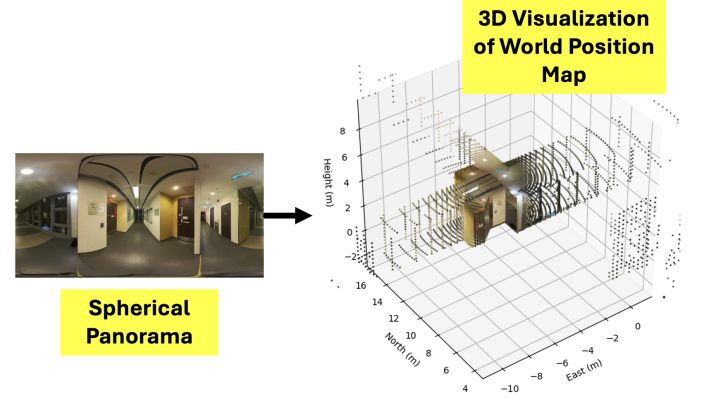 3D Visualization
of World Position
Map
Spherical
Panorama
Height (m)
8
6
4
2
0
−2
16
14
12
10
8
6
4
North (m)
−10
−8
−6
−4
−2
0
East (m)